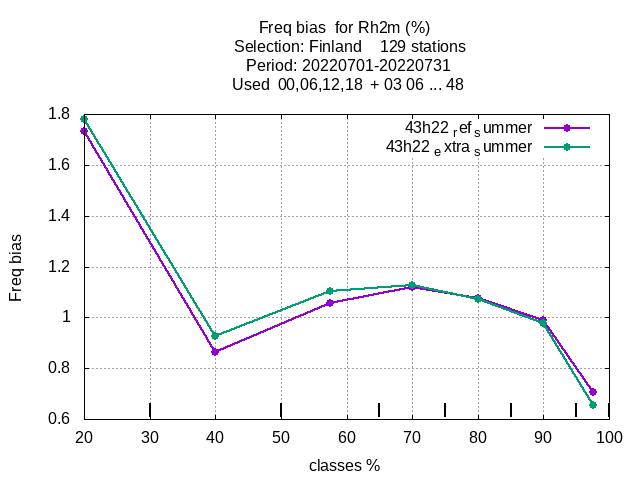 Freq bias  for Rh2m (%)
Selection: Finland    129 stations
Period: 20220701-20220731
Used  00,06,12,18  + 03 06 ... 48
43h22 ref summer
43h22 extra summer
1.8
1.6
1.4
1.2
1
0.8
0.6
Freq bias
20 30 40 50 60 70 80 90 100
classes %